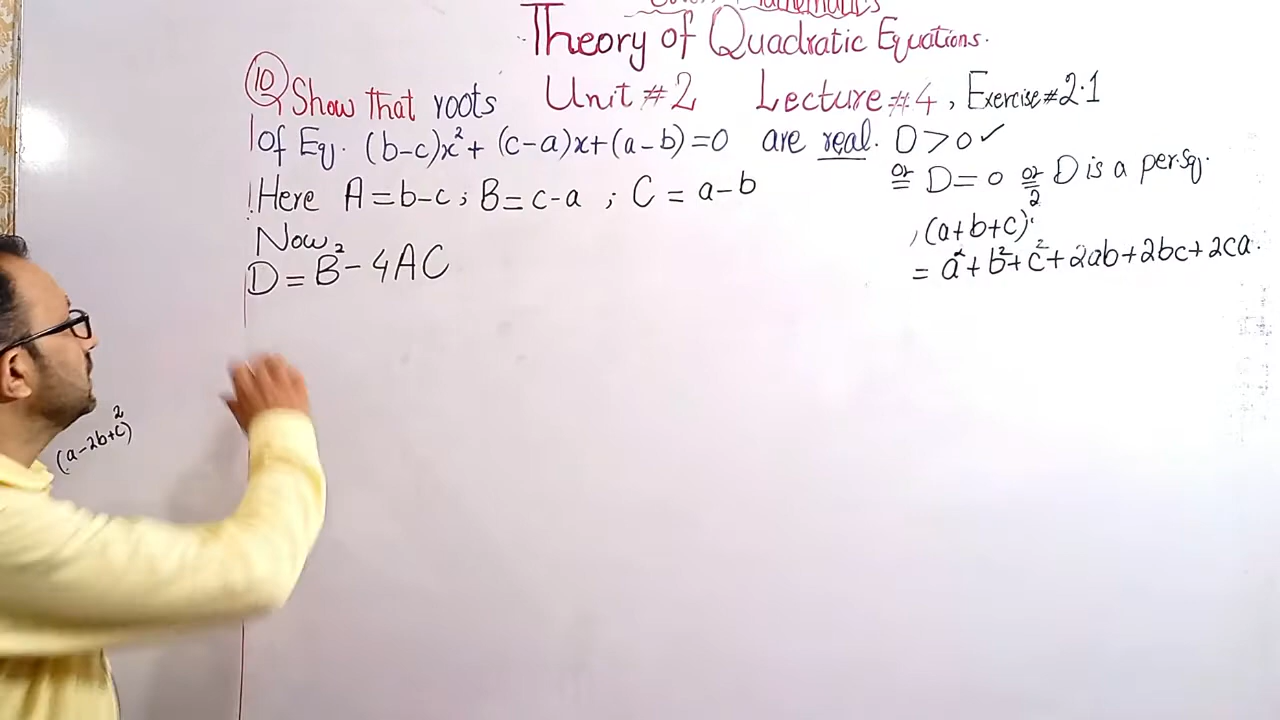 Theory of Quadratic Equations.
Unit #2 Lecture #4, Exercise #2.1
⑩ Show that roots
Of Eq. (b-c)x²+ (c-a)x+(a-b)=0 are real. D>0✓
Here A=b-c; B=c-a ; C = a-b
or D=0 or D is a per.sq.
Now
D=B²-4AC
, (a+b+c)²
= a²+b²+c²+2ab+2bc+2ca.
(a-2b+c)²